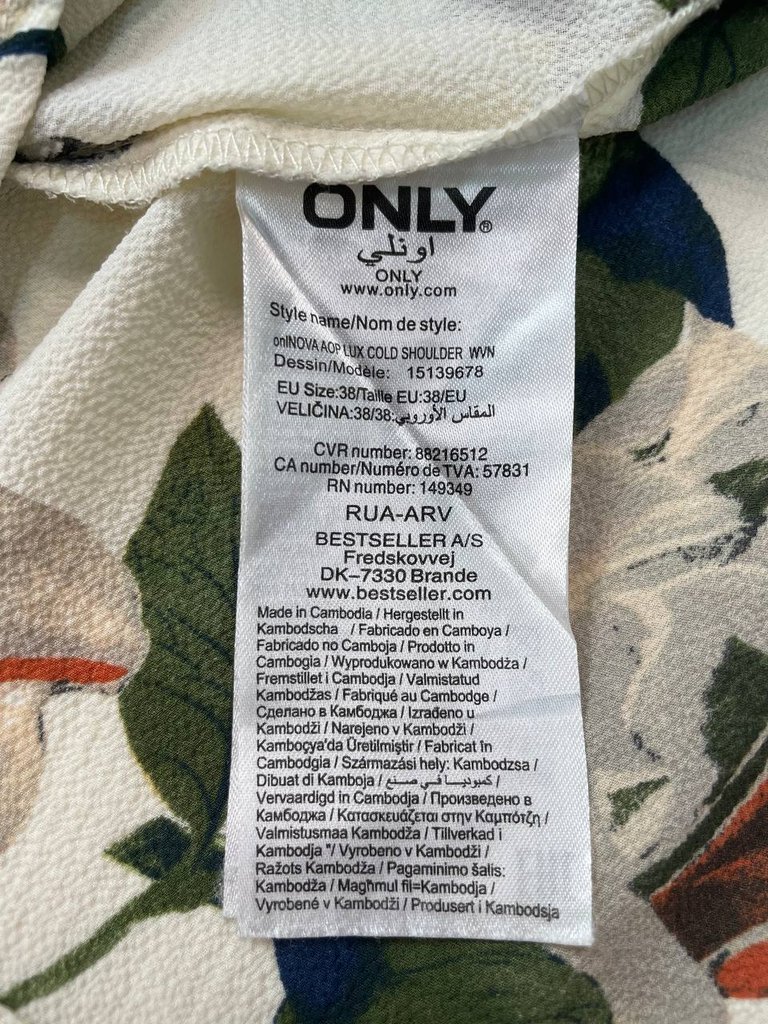 ONLY®
اونلي
ONLY
www.only.com
Style name/Nom de style:
onlNOVA AOP LUX COLD SHOULDER WVN
Dessin/Modèle: 15139678
EU Size:38/Taille EU:38/EU
VELIČINA:38/38:المقاس الأوروبي
CVR number: 88216512
CA number/Numéro de TVA: 57831
RN number: 149349
RUA-ARV
BESTSELLER A/S
Fredskovvej
DK-7330 Brande
www.bestseller.com
Made in Cambodia / Hergestellt in
Kambodscha / Fabricado en Camboya /
Fabricado no Camboja / Prodotto in
Cambogia / Wyprodukowano w Kambodża /
Fremstillet i Cambodja / Valmistatud
Kambodžas / Fabriqué au Cambodge /
Сделано в Камбоджа / Izrađeno u
Kambodži / Narejeno v Kambodži /
Kamboçya'da Üretilmiştir / Fabricat în
Cambodgia / Származási hely: Kambodzsa /
Dibuat di Kamboja / كمبوديا في صنع /
Vervaardigd in Cambodja / Произведено в
Камбоджа / Κατασκευάζεται στην Καμπότζη /
Valmistusmaa Kambodža / Tillverkad i
Kambodja "/ Vyrobeno v Kambodži /
Ražots Kambodža / Pagaminimo šalis:
Kambodža / Magħmul fil=Kambodja /
Vyrobené v Kambodži / Produsert i Kambodsja